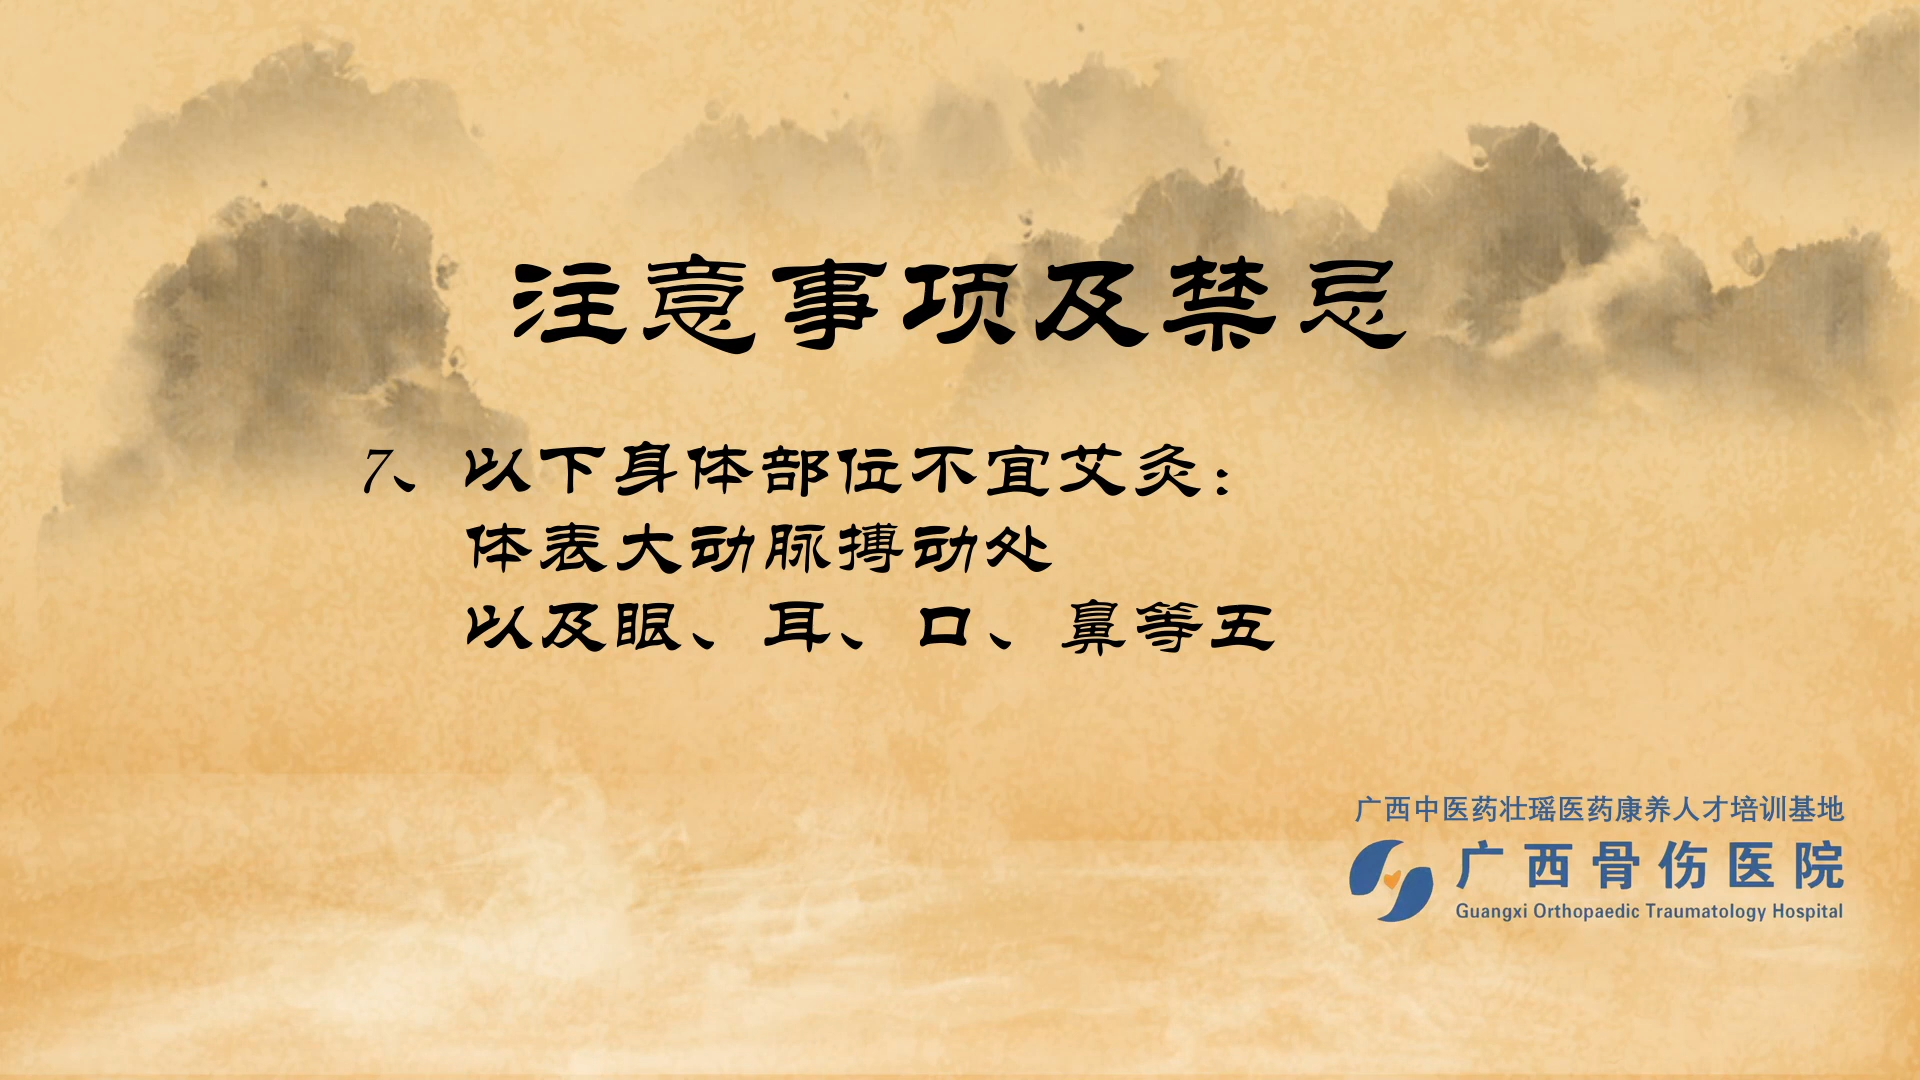 注意事项及禁忌
7、以下身体部位不宜艾灸：
体表大动脉搏动处
以及眼、耳、口、鼻等五
广西中医药壮瑶医药康养人才培训基地
广西骨伤医院
Guangxi Orthopaedic Traumatology Hospital